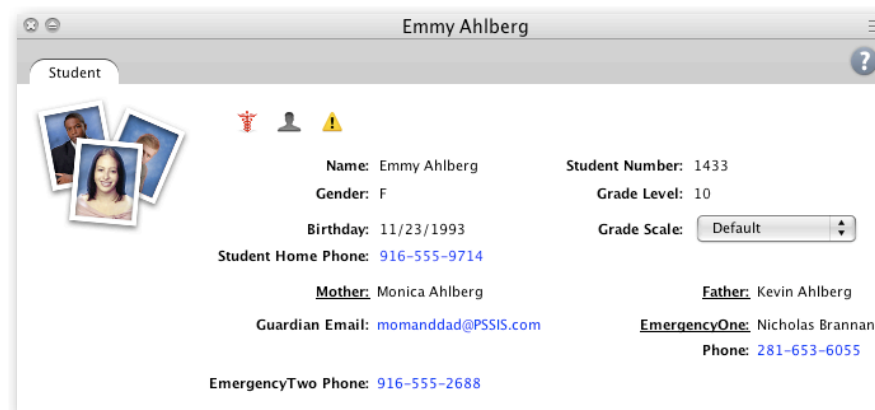 Emmy Ahlberg
Student
Name: Emmy Ahlberg Student Number: 1433
Gender: F Grade Level: 10
Birthday: 11/23/1993 Grade Scale: Default
Student Home Phone: 916-555-9714
Mother: Monica Ahlberg Father: Kevin Ahlberg
Guardian Email: momanddad@PSSIS.com EmergencyOne: Nicholas Brannan
Phone: 281-653-6055
EmergencyTwo Phone: 916-555-2688